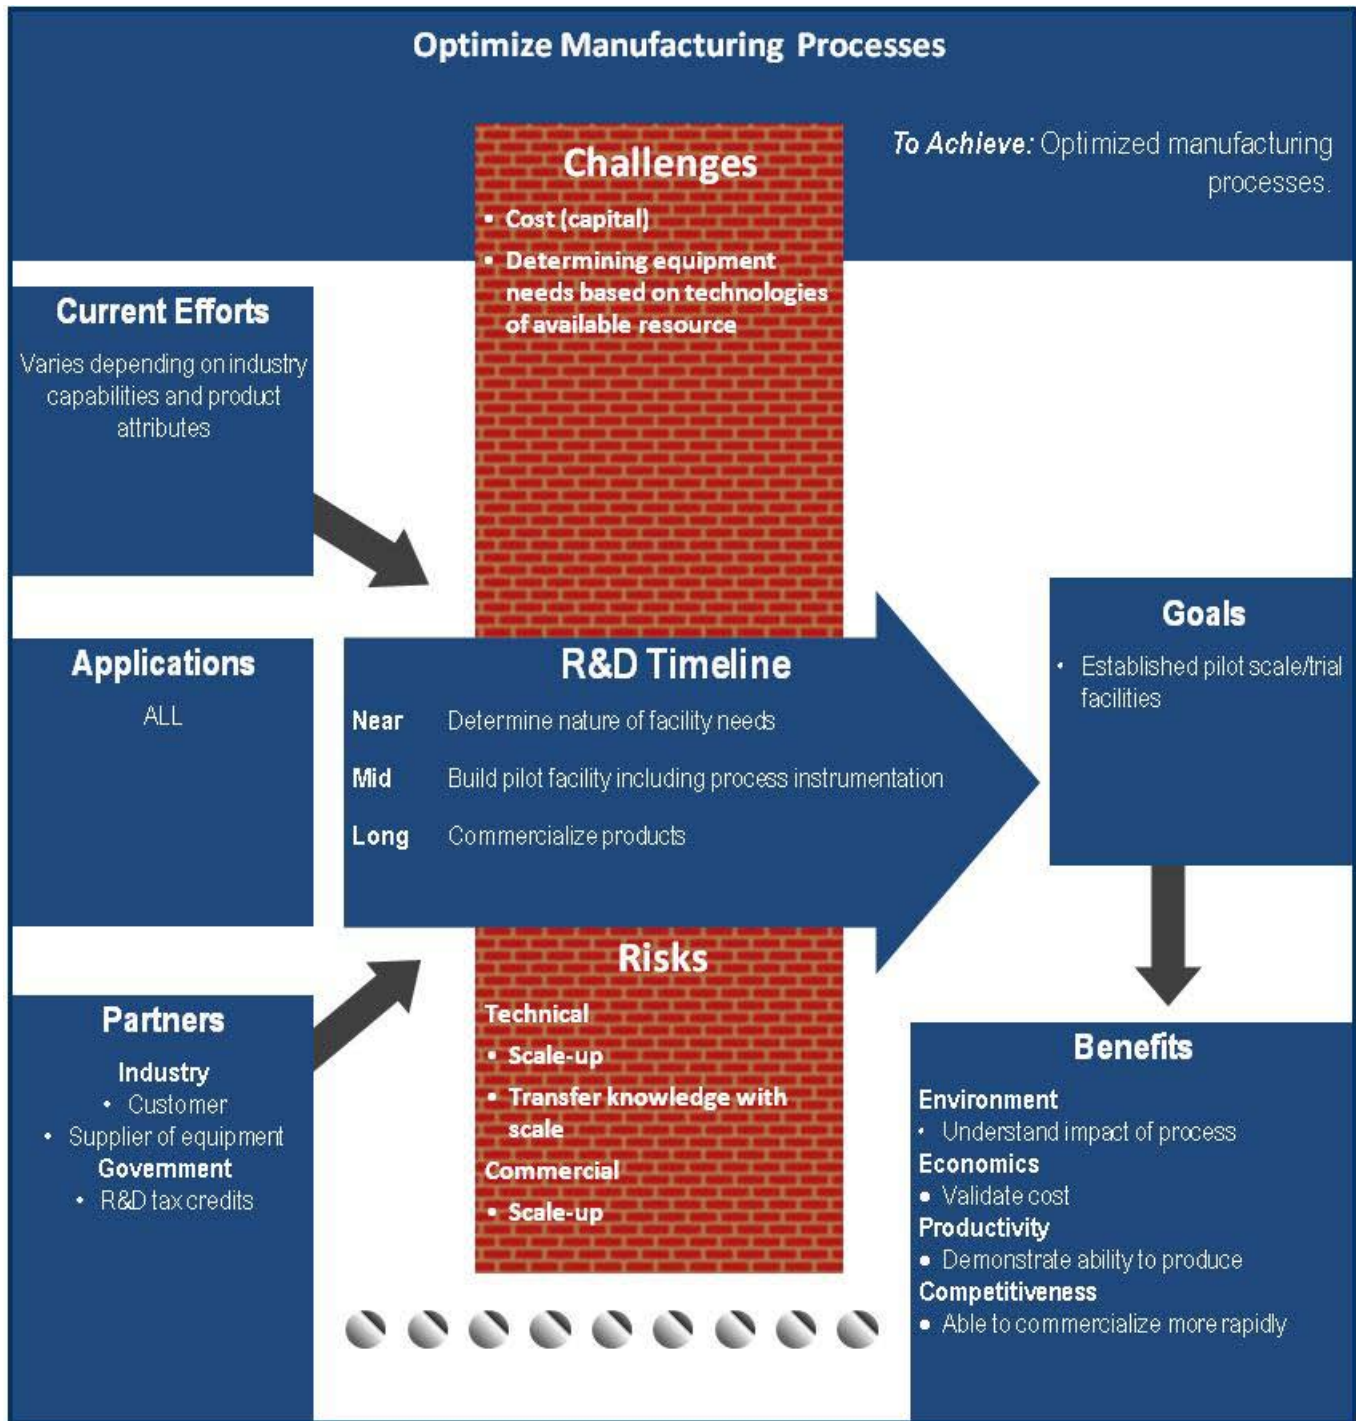 Optimize Manufacturing Processes
To Achieve: Optimized manufacturing
processes.
Challenges
• Cost (capital)
• Determining equipment
needs based on technologies
of available resource
Current Efforts
Varies depending on industry
capabilities and product
attributes
Applications
ALL
R&D Timeline
Near Determine nature of facility needs
Mid Build pilot facility including process instrumentation
Long Commercialize products
Goals
• Established pilot scale/trial
facilities
Partners
Industry
• Customer
• Supplier of equipment
Government
• R&D tax credits
Risks
Technical
• Scale-up
• Transfer knowledge with
scale
Commercial
• Scale-up
Benefits
Environment
• Understand impact of process
Economics
• Validate cost
Productivity
• Demonstrate ability to produce
Competitiveness
• Able to commercialize more rapidly